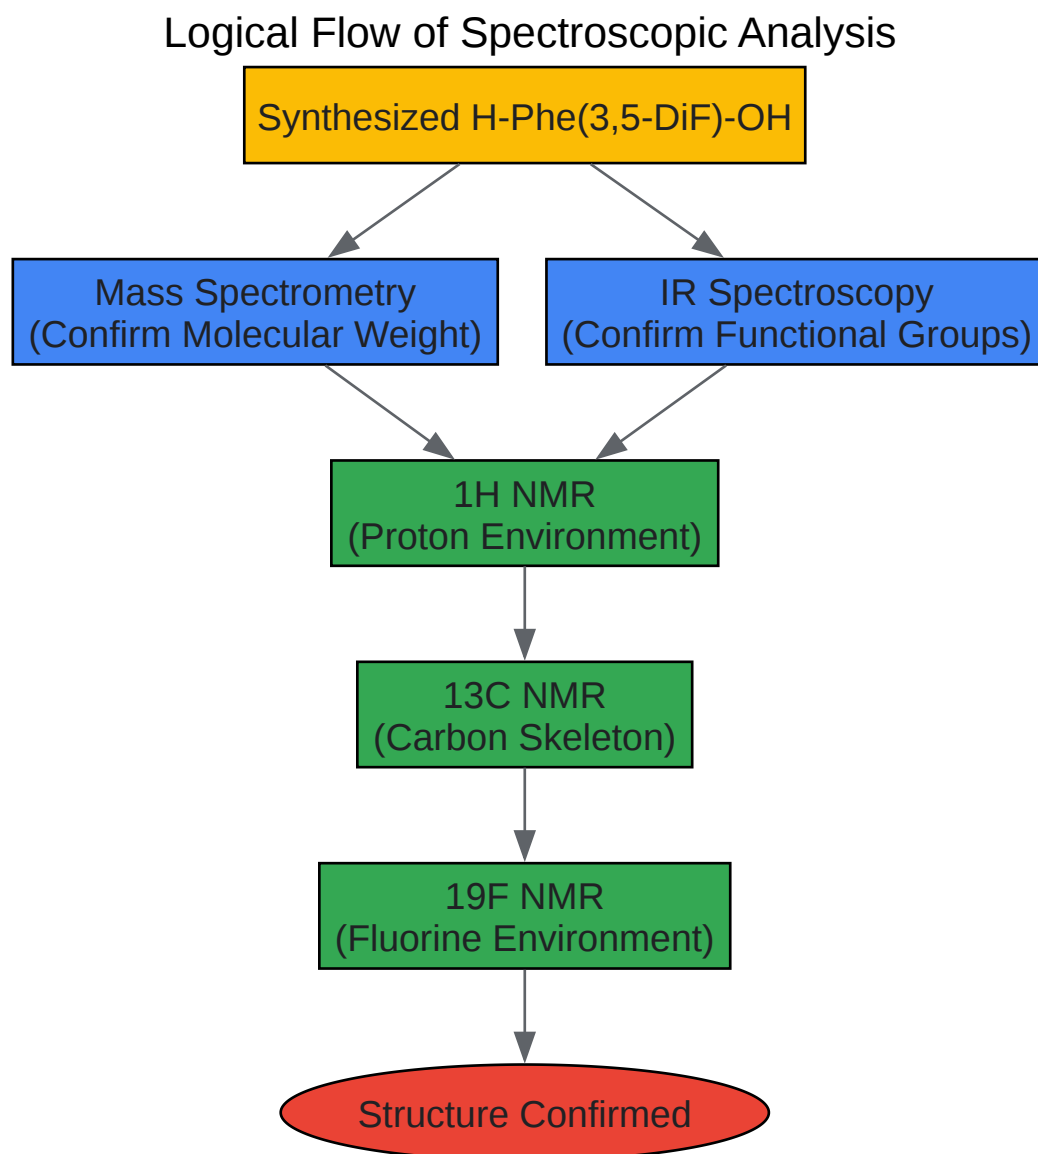 Logical Flow of Spectroscopic Analysis
Synthesized H-Phe(3,5-DiF)-OH
Mass Spectrometry
(Confirm Molecular Weight)
IR Spectroscopy
(Confirm Functional Groups)
1H NMR
(Proton Environment)
13C NMR
(Carbon Skeleton)
19F NMR
(Fluorine Environment)
Structure Confirmed